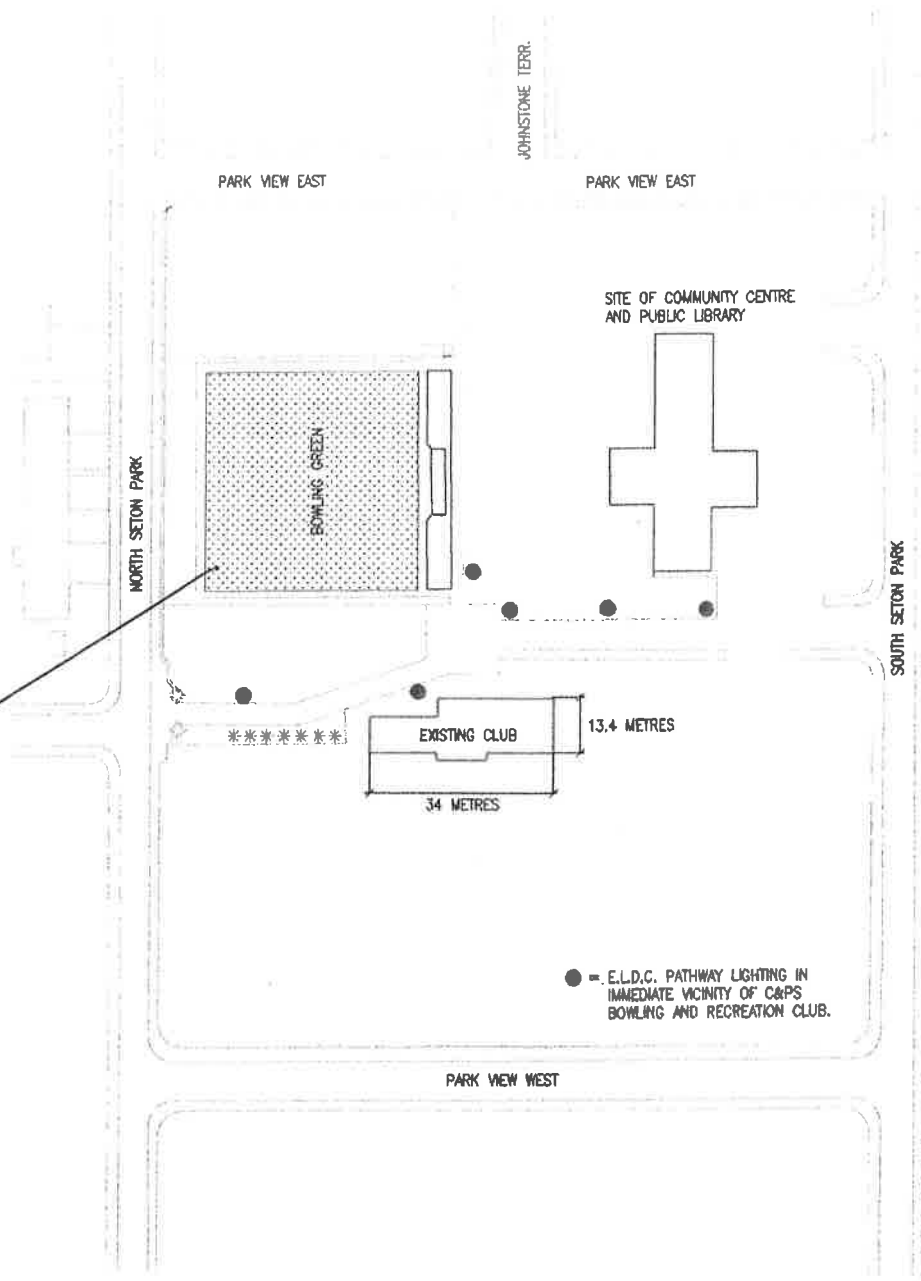 JOHNSTONE TERR.
PARK VIEW EAST
PARK VIEW EAST
SITE OF COMMUNITY CENTRE
AND PUBLIC LIBRARY
NORTH SETON PARK
BOWLING GREEN
SOUTH SETON PARK
EXISTING CLUB
13.4 METRES
34 METRES
= E.L.D.C. PATHWAY LIGHTING IN
IMMEDIATE VICINITY OF C&PS
BOWLING AND RECREATION CLUB.
PARK VIEW WEST